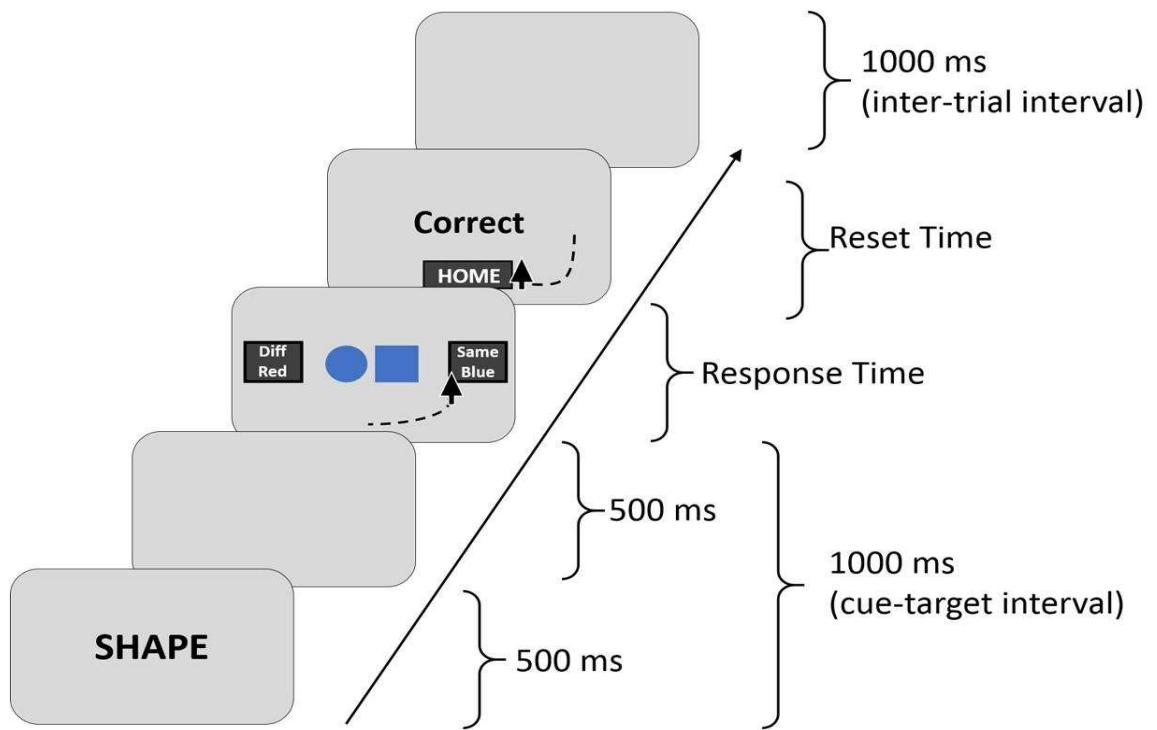 1000 ms
(inter-trial interval)
Correct
HOME
Reset Time
Diff
Red
Same
Blue
Response Time
500 ms
1000 ms
(cue-target interval)
SHAPE
500 ms